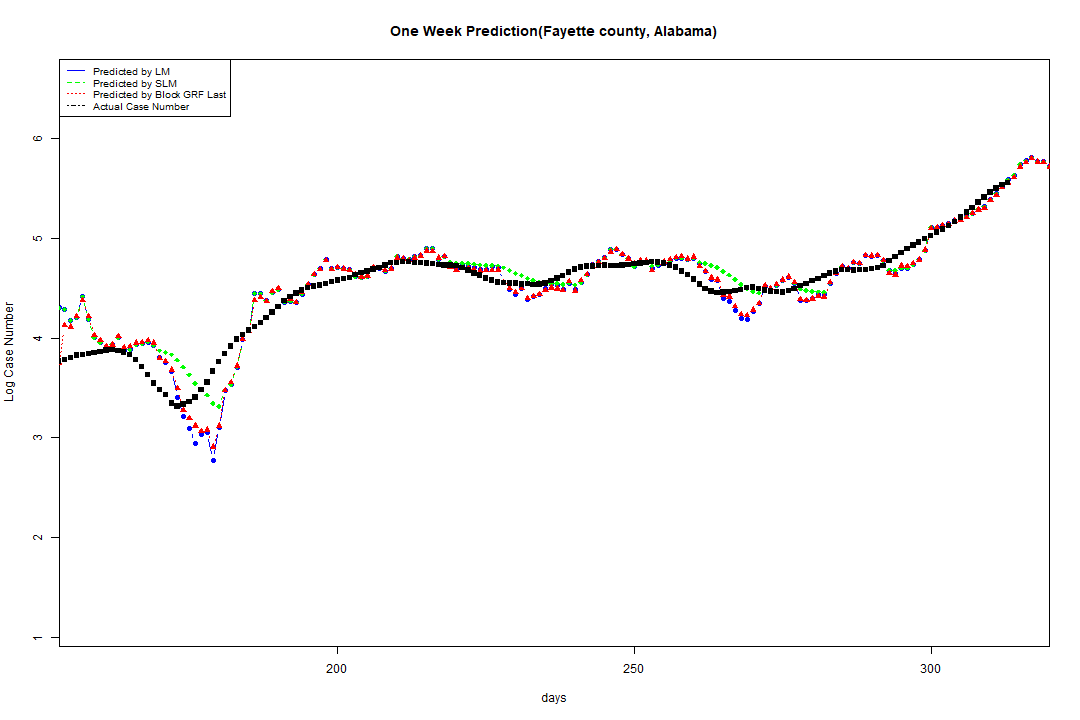 One Week Prediction(Fayette county, Alabama)
Predicted by LM
Predicted by SLM
Predicted by Block GRF Last
Actual Case Number
6
5
4
3
2
1
Log Case Number
200
250
300
days